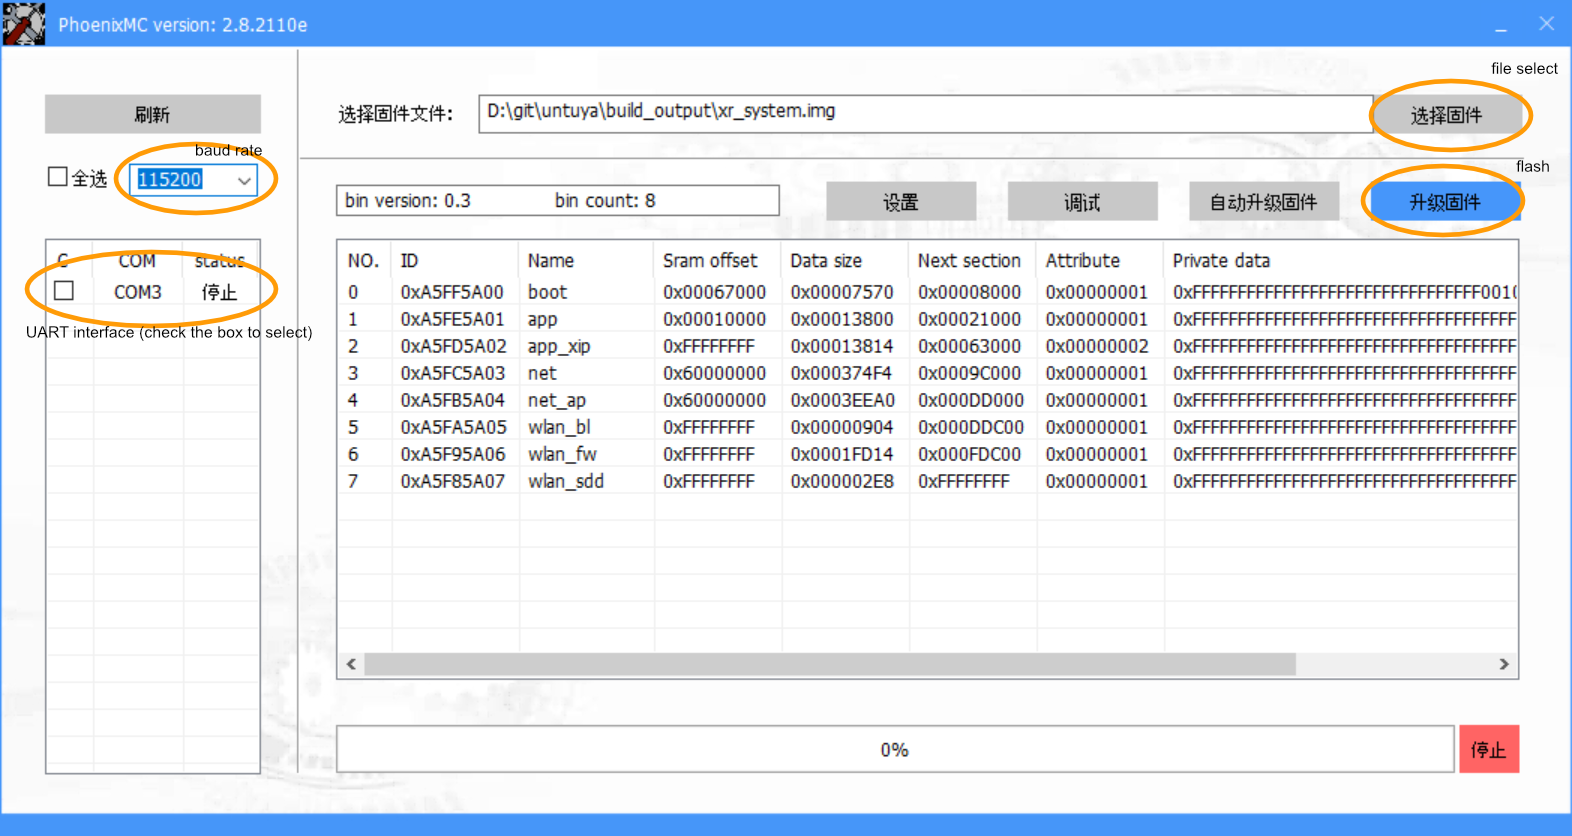 PhoenixMC version: 2.8.2110e
file select
刷新
选择固件文件: D:\git\untuya\build_output\xr_system.img 选择固件
baud rate
全选 115200
flash
bin version: 0.3 bin count: 8 设置 调试 自动升级固件 升级固件
C COM status
COM3 停止
UART interface (check the box to select)
NO. ID Name Sram offset Data size Next section Attribute Private data
0 0xA5FF5A00 boot 0x00067000 0x00007570 0x00008000 0x00000001 0xFFFFFFFFFFFFFFFFFFFFFFFFFFFFFFFF0010
1 0xA5FE5A01 app 0x00010000 0x00013800 0x00021000 0x00000001 0xFFFFFFFFFFFFFFFFFFFFFFFFFFFFFFFFFFFF
2 0xA5FD5A02 app_xip 0xFFFFFFFF 0x00013814 0x00063000 0x00000002 0xFFFFFFFFFFFFFFFFFFFFFFFFFFFFFFFFFFFF
3 0xA5FC5A03 net 0x60000000 0x000374F4 0x0009C000 0x00000001 0xFFFFFFFFFFFFFFFFFFFFFFFFFFFFFFFFFFFF
4 0xA5FB5A04 net_ap 0x60000000 0x0003EEA0 0x000DD000 0x00000001 0xFFFFFFFFFFFFFFFFFFFFFFFFFFFFFFFFFFFF
5 0xA5FA5A05 wlan_bl 0xFFFFFFFF 0x00000904 0x000DDC00 0x00000001 0xFFFFFFFFFFFFFFFFFFFFFFFFFFFFFFFFFFFF
6 0xA5F95A06 wlan_fw 0xFFFFFFFF 0x0001FD14 0x000FDC00 0x00000001 0xFFFFFFFFFFFFFFFFFFFFFFFFFFFFFFFFFFFF
7 0xA5F85A07 wlan_sdd 0xFFFFFFFF 0x000002E8 0xFFFFFFFF 0x00000001 0xFFFFFFFFFFFFFFFFFFFFFFFFFFFFFFFFFFFF
0% 停止